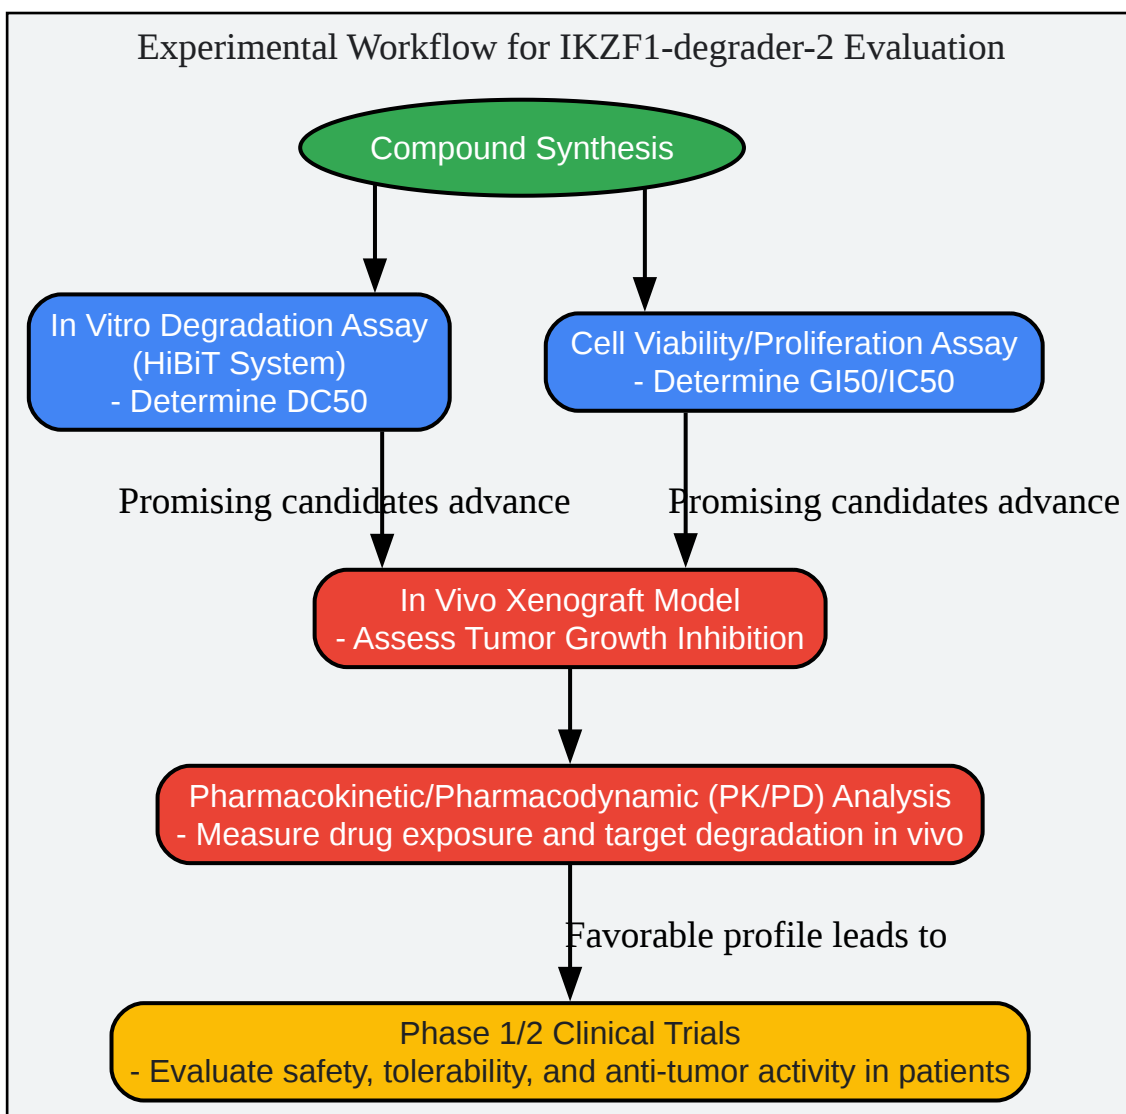 Experimental Workflow for IKZF1-degrader-2 Evaluation
Compound Synthesis
In Vitro Degradation Assay
(HiBiT System)
- Determine DC50
Cell Viability/Proliferation Assay
- Determine GI50/IC50
Promising candidates advance
Promising candidates advance
In Vivo Xenograft Model
- Assess Tumor Growth Inhibition
Pharmacokinetic/Pharmacodynamic (PK/PD) Analysis
- Measure drug exposure and target degradation in vivo
Favorable profile leads to
Phase 1/2 Clinical Trials
- Evaluate safety, tolerability, and anti-tumor activity in patients